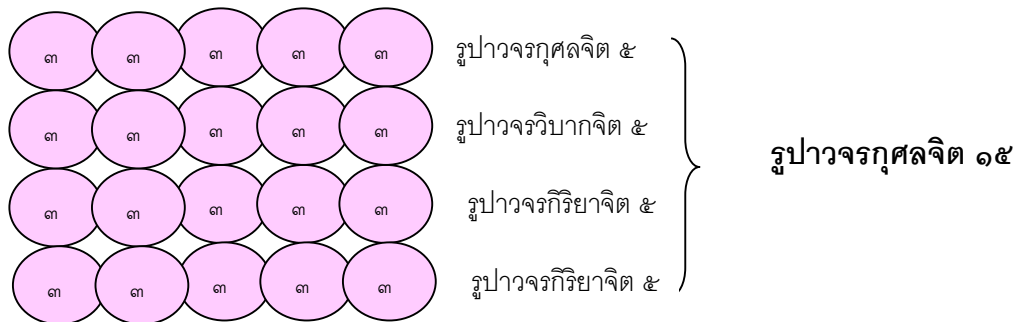 ๓ ๓ ๓ ๓ ๓ รูปาวจรกุศลจิต ๕
๓ ๓ ๓ ๓ ๓ รูปาวจรวิบากจิต ๕
รูปาวจรกุศลจิต ๑๕
๓ ๓ ๓ ๓ ๓ รูปาวจรกิริยาจิต ๕
๓ ๓ ๓ ๓ ๓ รูปาวจรกิริยาจิต ๕